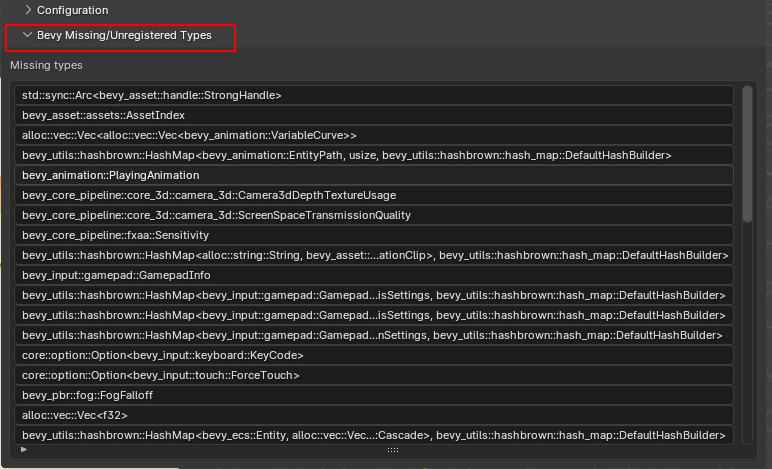 Configuration
Bevy Missing/Unregistered Types
Missing types
std::sync::Arc<bevy_asset::handle::StrongHandle>
bevy_asset::assets::AssetIndex
alloc::vec::Vec<alloc::vec::Vec<bevy_animation::VariableCurve>>
bevy_utils::hashbrown::HashMap<bevy_animation::EntityPath, usize, bevy_utils::hashbrown::hash_map::DefaultHashBuilder>
bevy_animation::PlayingAnimation
bevy_core_pipeline::core_3d::camera_3d::Camera3dDepthTextureUsage
bevy_core_pipeline::core_3d::camera_3d::ScreenSpaceTransmissionQuality
bevy_core_pipeline::fxaa::Sensitivity
bevy_utils::hashbrown::HashMap<alloc::string::String, bevy_asset:...ationClip>, bevy_utils::hashbrown::hash_map::DefaultHashBuilder>
bevy_input::gamepad::GamepadInfo
bevy_utils::hashbrown::HashMap<bevy_input::gamepad::Gamepad...isSettings, bevy_utils::hashbrown::hash_map::DefaultHashBuilder>
bevy_utils::hashbrown::HashMap<bevy_input::gamepad::Gamepad...isSettings, bevy_utils::hashbrown::hash_map::DefaultHashBuilder>
bevy_utils::hashbrown::HashMap<bevy_input::gamepad::Gamepad...nSettings, bevy_utils::hashbrown::hash_map::DefaultHashBuilder>
core::option::Option<bevy_input::keyboard::KeyCode>
core::option::Option<bevy_input::touch::ForceTouch>
bevy_pbr::fog::FogFalloff
alloc::vec::Vec<f32>
bevy_utils::hashbrown::HashMap<bevy_ecs::Entity, alloc::vec::Vec...:Cascade>, bevy_utils::hashbrown::hash_map::DefaultHashBuilder>